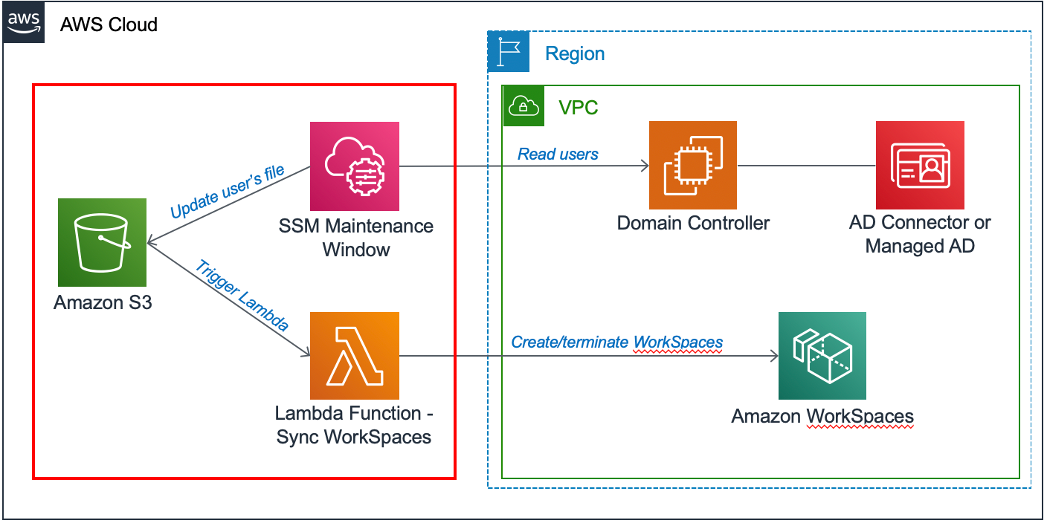 aws
AWS Cloud
Region
VPC
Read users
Update user's file
SSM Maintenance
Window
Domain Controller
AD Connector or
Managed AD
Amazon S3
Trigger Lambda
Create/terminate WorkSpaces
Lambda Function -
Sync WorkSpaces
Amazon WorkSpaces